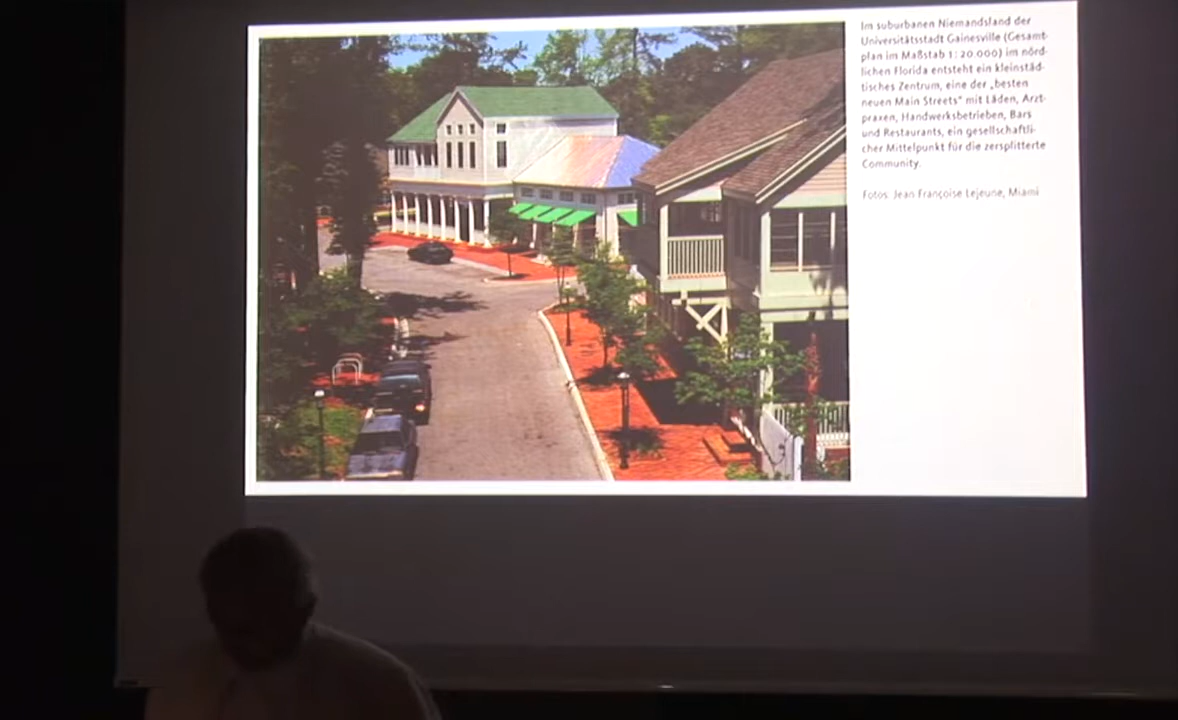 Im suburbanen Niemandsland der
Universitätsstadt Gainesville (Gesamt-
plan im Maßstab 1 : 20 000) im nörd-
lichen Florida entsteht ein kleinstäd-
tisches Zentrum, eine der „besten
neuen Main Streets" mit Läden, Arzt-
praxen, Handwerksbetrieben, Bars
und Restaurants, ein gesellschaftli-
cher Mittelpunkt für die zersplitterte
Community.
Fotos: Jean Françoise Lejeune, Miami